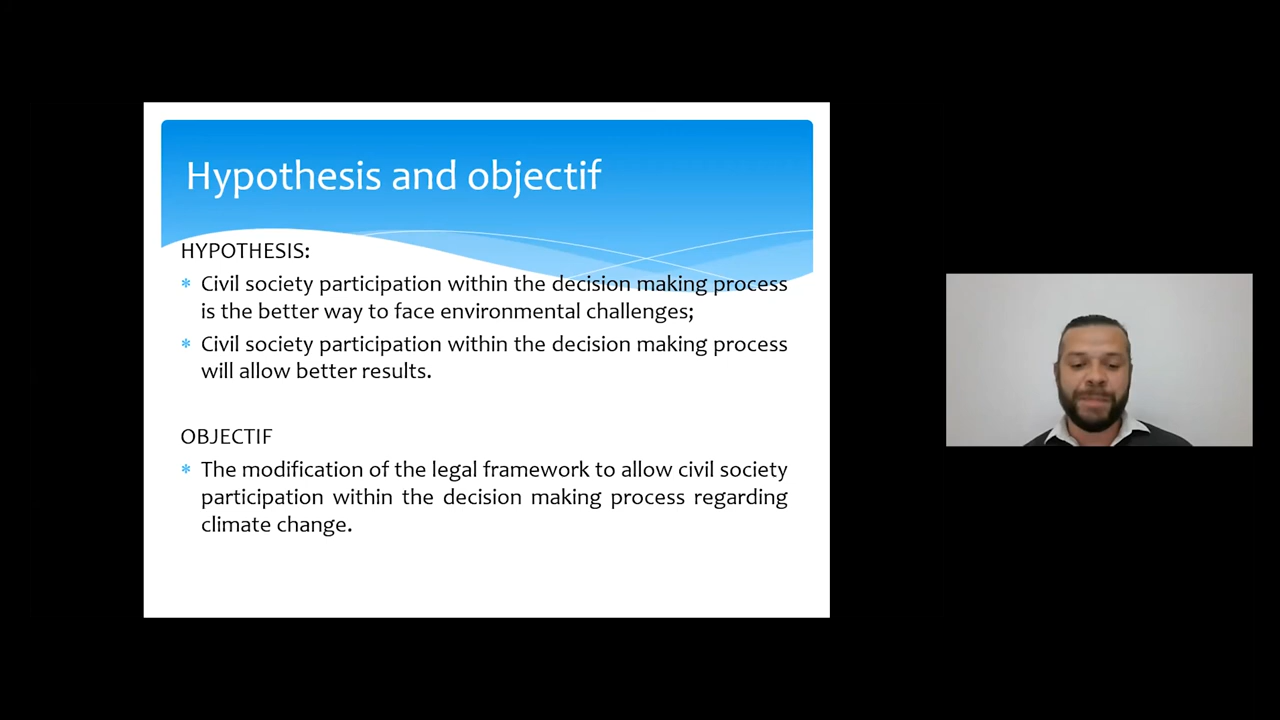 Hypothesis and objectif
HYPOTHESIS:
* Civil society participation within the decision making process
is the better way to face environmental challenges;
* Civil society participation within the decision making process
will allow better results.
OBJECTIF
* The modification of the legal framework to allow civil society
participation within the decision making process regarding
climate change.